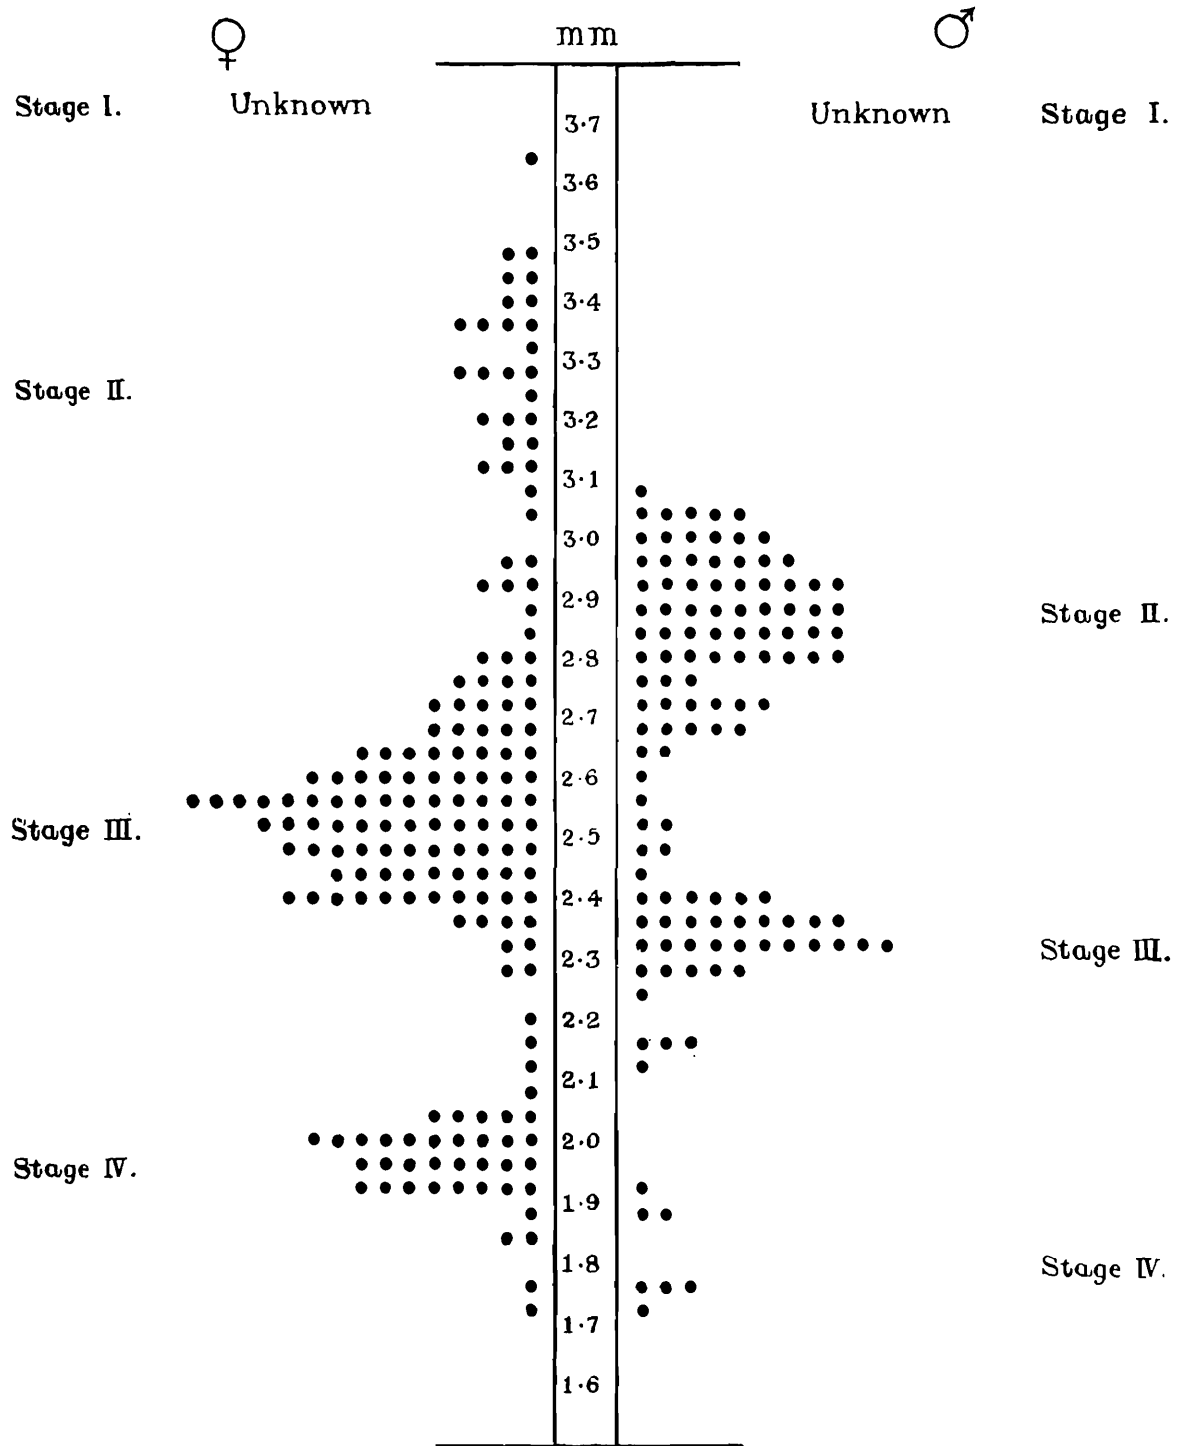 ♀ mm ♂
Stage I. Unknown Unknown Stage I.
3·7
3·6
3·5
3·4
3·3
Stage II.
3·2
3·1
3·0
2·9
Stage II.
2·8
2·7
2·6
Stage III.
2·5
2·4
Stage III.
2·3
2·2
2·1
2·0
Stage IV.
1·9
1·8
Stage IV.
1·7
1·6